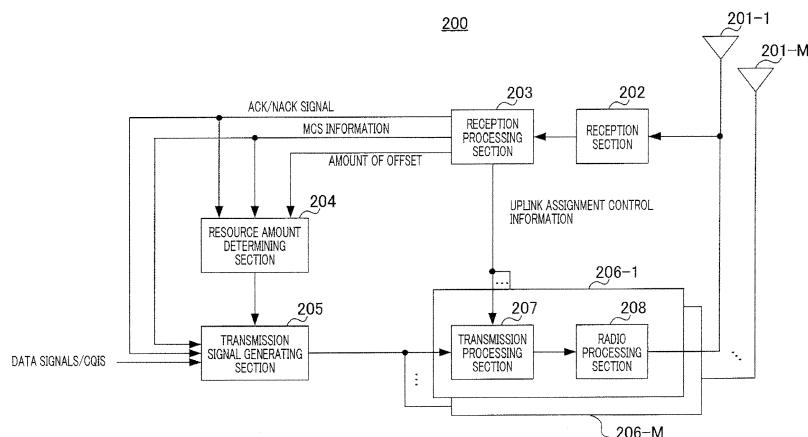 200
201-1
201-M
203
202
ACK/NACK SIGNAL
MCS INFORMATION
AMOUNT OF OFFSET
RECEPTION
PROCESSING
SECTION
RECEPTION
SECTION
204
UPLINK ASSIGNMENT CONTROL
INFORMATION
RESOURCE AMOUNT
DETERMINING
SECTION
206-1
205
207
208
TRANSMISSION
SIGNAL GENERATING
SECTION
TRANSMISSION
PROCESSING
SECTION
RADIO
PROCESSING
SECTION
DATA SIGNALS/CQIS
206-M